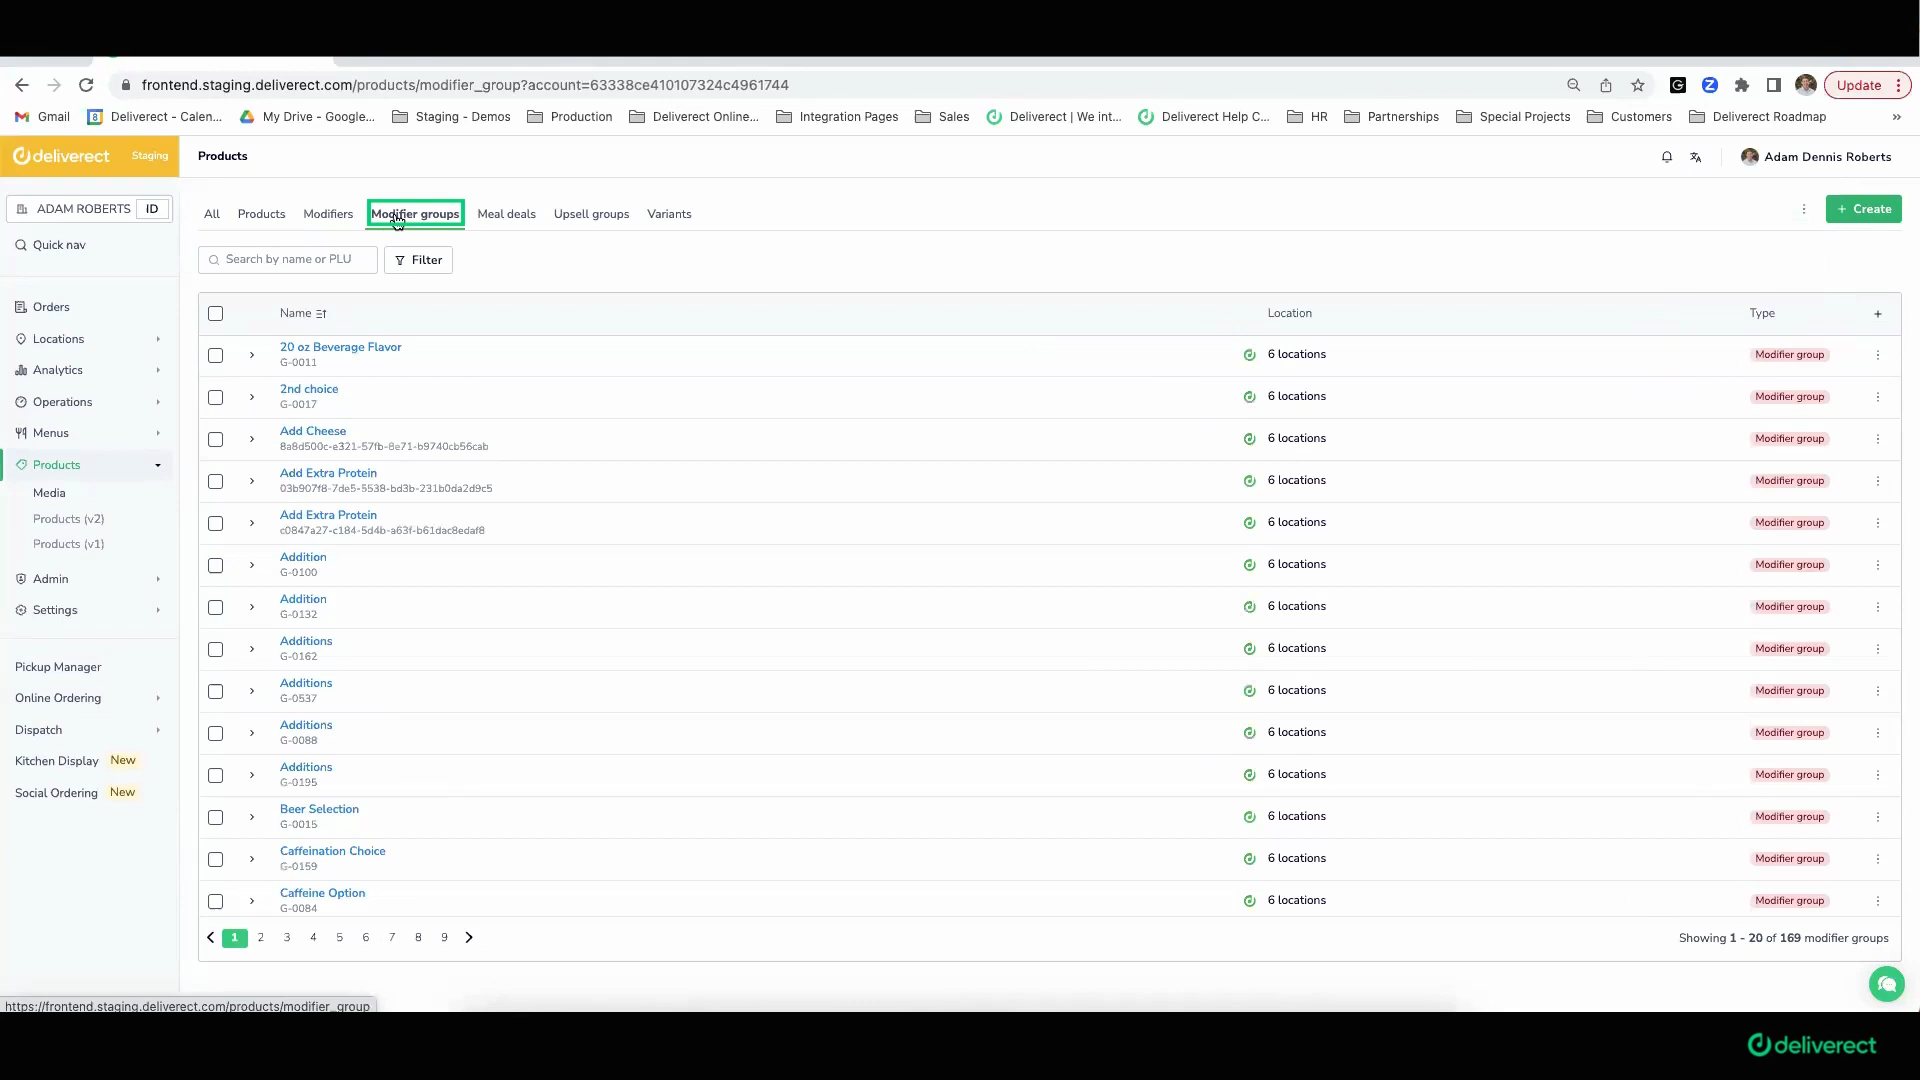 frontend.staging.deliverect.com/products/modifier_group?account=63338ce410107324c4961744
Update
Gmail
Deliverect - Calen...
My Drive - Google...
Staging - Demos
Production
Deliverect Online...
Integration Pages
Sales
Deliverect | We int...
Deliverect Help C...
HR
Partnerships
Special Projects
Customers
Deliverect Roadmap
»
deliverect
Staging
Products
Adam Dennis Roberts
ADAM ROBERTS
ID
Quick nav
Orders
Locations
Analytics
Operations
Menus
Products
Media
Products (v2)
Products (v1)
Admin
Settings
Pickup Manager
Online Ordering
Dispatch
Kitchen Display New
Social Ordering New
All
Products
Modifiers
Modifier groups
Meal deals
Upsell groups
Variants
+ Create
Search by name or PLU
Filter
Name
Location
Type
+
20 oz Beverage Flavor
G-0011
6 locations
Modifier group
2nd choice
G-0017
6 locations
Modifier group
Add Cheese
8a8d500c-e321-57fb-8e71-b9740cb56cab
6 locations
Modifier group
Add Extra Protein
03b907f8-7de5-5538-bd3b-231b0da2d9c5
6 locations
Modifier group
Add Extra Protein
c0847a27-c184-5d4b-a63f-b61dac8edaf8
6 locations
Modifier group
Addition
G-0100
6 locations
Modifier group
Addition
G-0132
6 locations
Modifier group
Additions
G-0162
6 locations
Modifier group
Additions
G-0537
6 locations
Modifier group
Additions
G-0088
6 locations
Modifier group
Additions
G-0195
6 locations
Modifier group
Beer Selection
G-0015
6 locations
Modifier group
Caffeination Choice
G-0159
6 locations
Modifier group
Caffeine Option
G-0084
6 locations
Modifier group
1 2 3 4 5 6 7 8 9
Showing 1 - 20 of 169 modifier groups
https://frontend.staging.deliverect.com/products/modifier_group
deliverect